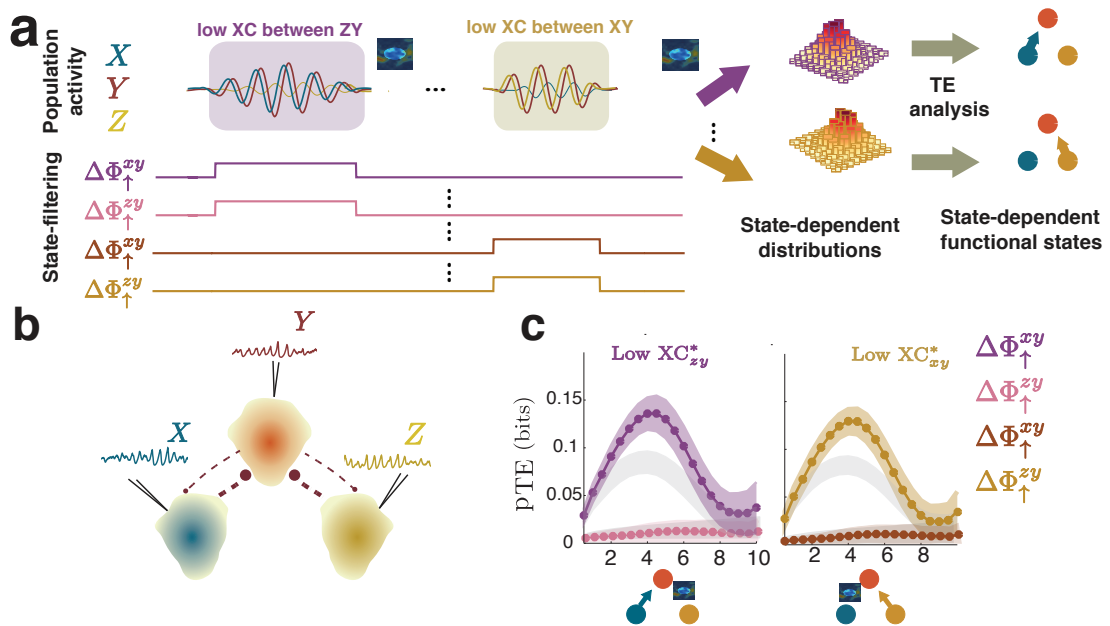 a
low XC between ZY
low XC between XY
Population
activity
X
Y
Z
...
TE
analysis
State-filtering
ΔΦ↑^{xy}
ΔΦ↑^{zy}
ΔΦ↑^{xy}
ΔΦ↑^{zy}
State-dependent
distributions
State-dependent
functional states
b
Y
X
Z
c
Low XC*_{zy}
Low XC*_{xy}
pTE (bits)
0.15
0.1
0.05
0
2 4 6 8 10
2 4 6 8
ΔΦ↑^{xy}
ΔΦ↑^{zy}
ΔΦ↑^{xy}
ΔΦ↑^{zy}